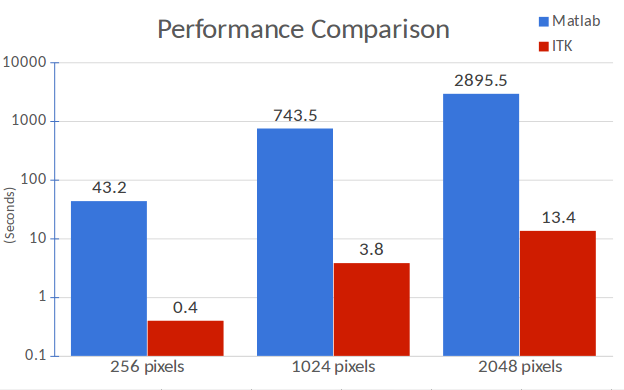 Performance Comparison
Matlab
ITK
10000
1000
100
10
1
0.1
(Seconds)
43.2
0.4
743.5
3.8
2895.5
13.4
256 pixels
1024 pixels
2048 pixels